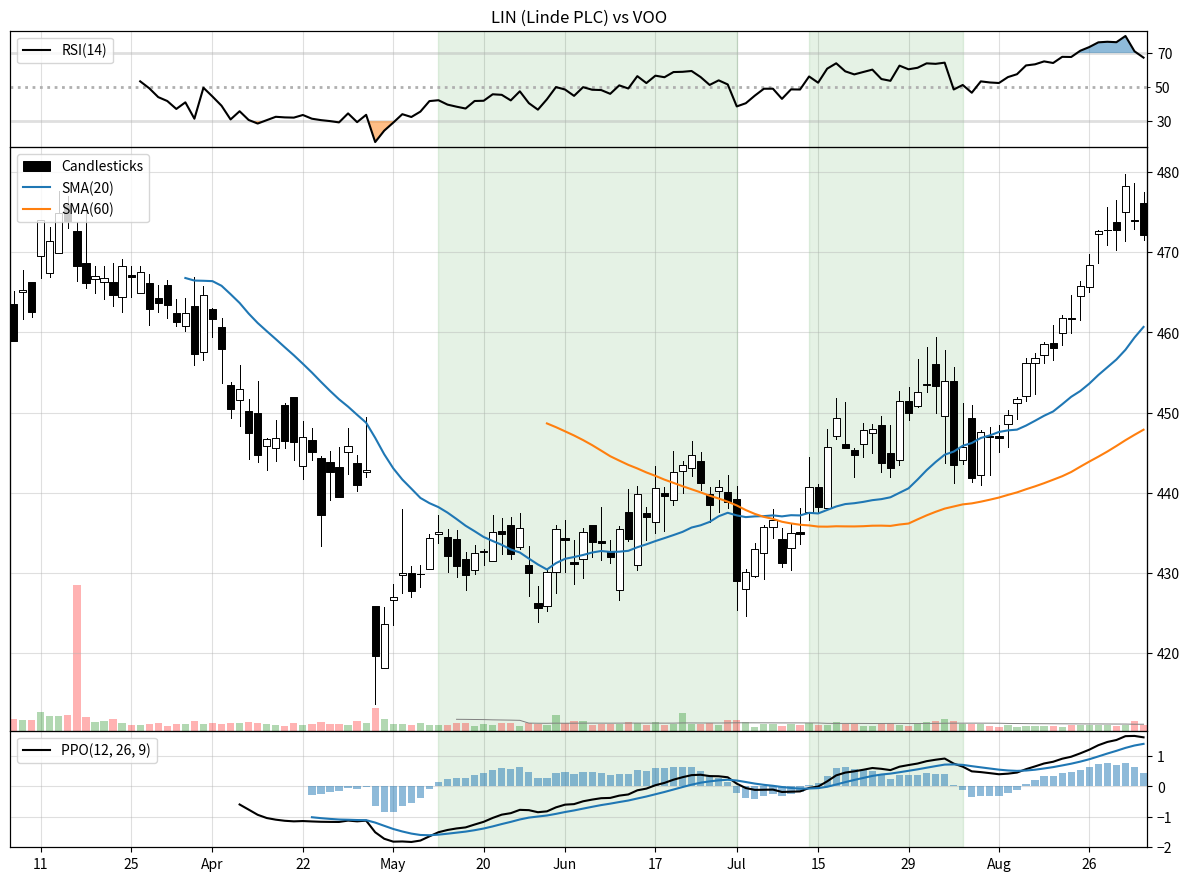 LIN (Linde PLC) vs VOO
RSI(14)
70
50
30
Candlesticks
SMA(20)
SMA(60)
480
470
460
450
440
430
420
PPO(12, 26, 9)
1
0
−1
−2
11 25 Apr 22 May 20 Jun 17 Jul 15 29 Aug 26